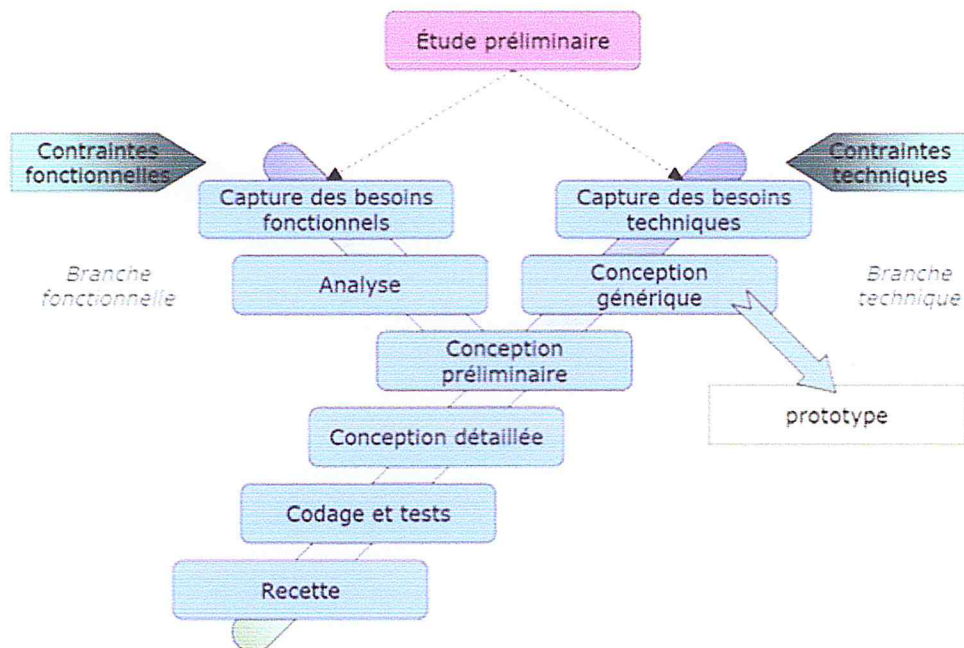 Étude préliminaire
Contraintes
fonctionnelles
Contraintes
techniques
Capture des besoins
fonctionnels
Capture des besoins
techniques
Branche
fonctionnelle
Analyse
Conception
générique
Branche
technique
Conception
préliminaire
prototype
Conception détaillée
Codage et tests
Recette